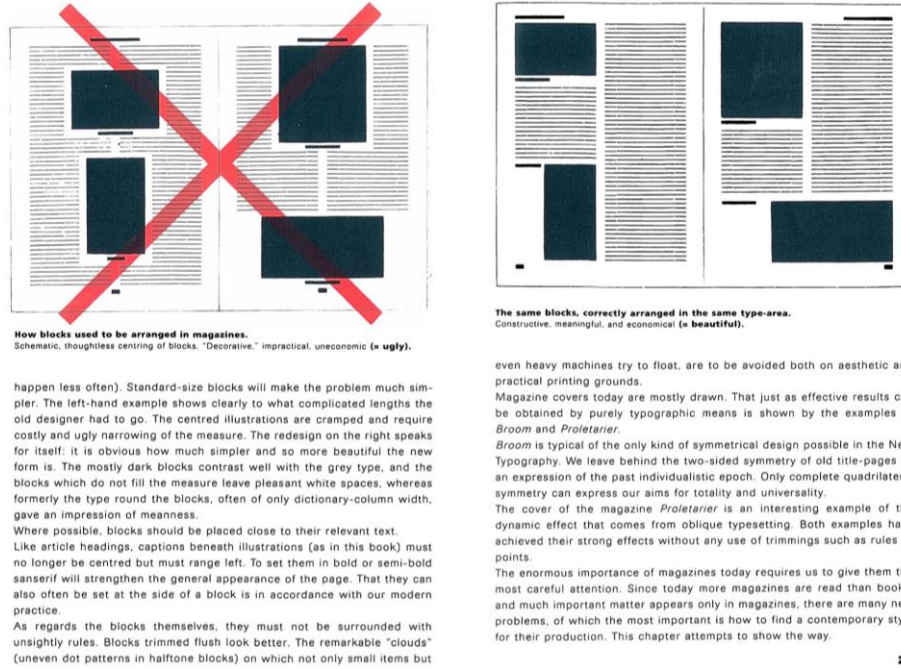 How blocks used to be arranged in magazines.
Schematic, thoughtless centring of blocks. "Decorative," impractical, uneconomic (= ugly).
happen less often). Standard-size blocks will make the problem much sim-
pler. The left-hand example shows clearly to what complicated lengths the
old designer had to go. The centred illustrations are cramped and require
costly and ugly narrowing of the measure. The redesign on the right speaks
for itself: it is obvious how much simpler and so more beautiful the new
form is. The mostly dark blocks contrast well with the grey type, and the
blocks which do not fill the measure leave pleasant white spaces, whereas
formerly the type round the blocks, often of only dictionary-column width,
gave an impression of meanness.
Where possible, blocks should be placed close to their relevant text.
Like article headings, captions beneath illustrations (as in this book) must
no longer be centred but must range left. To set them in bold or semi-bold
sanserif will strengthen the general appearance of the page. That they can
also often be set at the side of a block is in accordance with our modern
practice.
As regards the blocks themselves, they must not be surrounded with
unsightly rules. Blocks trimmed flush look better. The remarkable "clouds"
(uneven dot patterns in halftone blocks) on which not only small items but
The same blocks, correctly arranged in the same type-area.
Constructive, meaningful, and economical (= beautiful).
even heavy machines try to float, are to be avoided both on aesthetic
practical printing grounds.
Magazine covers today are mostly drawn. That just as effective results
be obtained by purely typographic means is shown by the examples
Broom and Proletarier.
Broom is typical of the only kind of symmetrical design possible in the
Typography. We leave behind the two-sided symmetry of old title-pages
an expression of the past individualistic epoch. Only complete
symmetry can express our aims for totality and universality.
The cover of the magazine Proletarier is an interesting example of
dynamic effect that comes from oblique typesetting. Both examples
achieved their strong effects without any use of trimmings such as rules
points.
The enormous importance of magazines today requires us to give them
most careful attention. Since today more magazines are read than
and much important matter appears only in magazines, there are many
problems, of which the most important is how to find a contemporary
for their production. This chapter attempts to show the way.